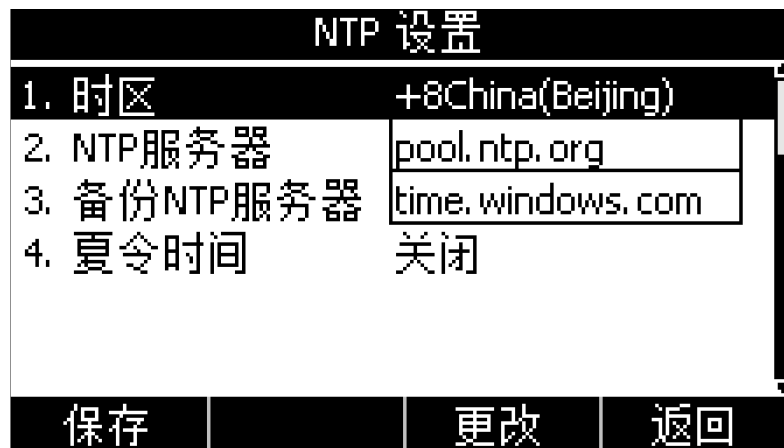 NTP 设置
1. 时区 +8China(Beijing)
2. NTP服务器 pool.ntp.org
3. 备份NTP服务器 time.windows.com
4. 夏令时间 关闭
保存 更改 返回